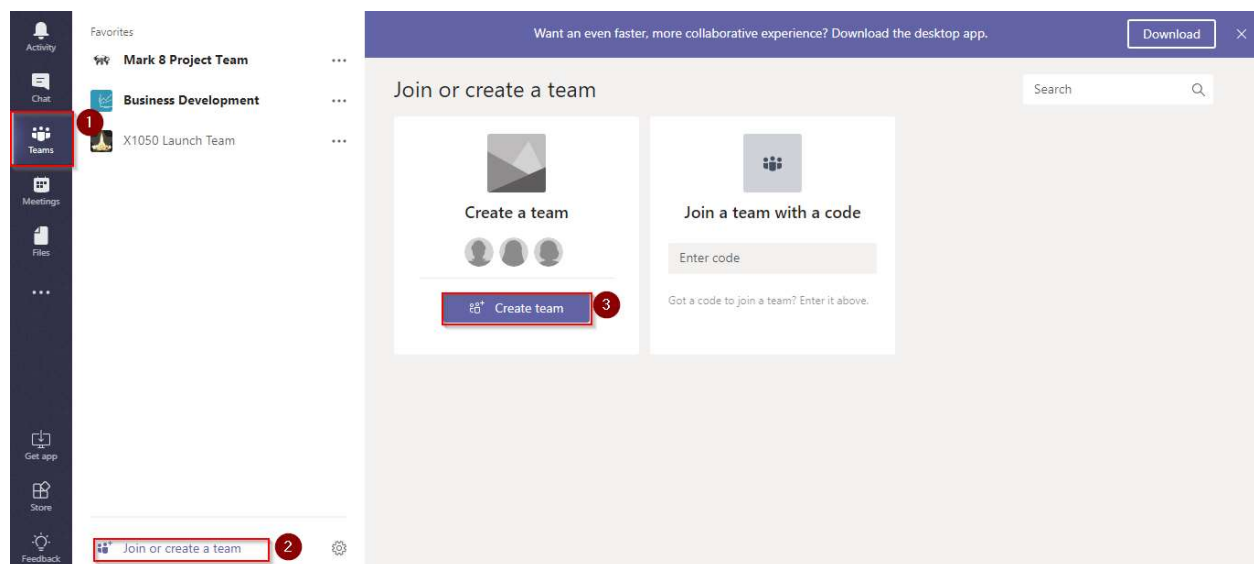 Activity
Chat
Teams
Meetings
Files
Get app
Store
Feedback
Favorites
Mark 8 Project Team
Business Development
X1050 Launch Team
1
Join or create a team
2
Want an even faster, more collaborative experience? Download the desktop app.
Download
Join or create a team
Search
Create a team
Create team
3
Join a team with a code
Enter code
Got a code to join a team? Enter it above.